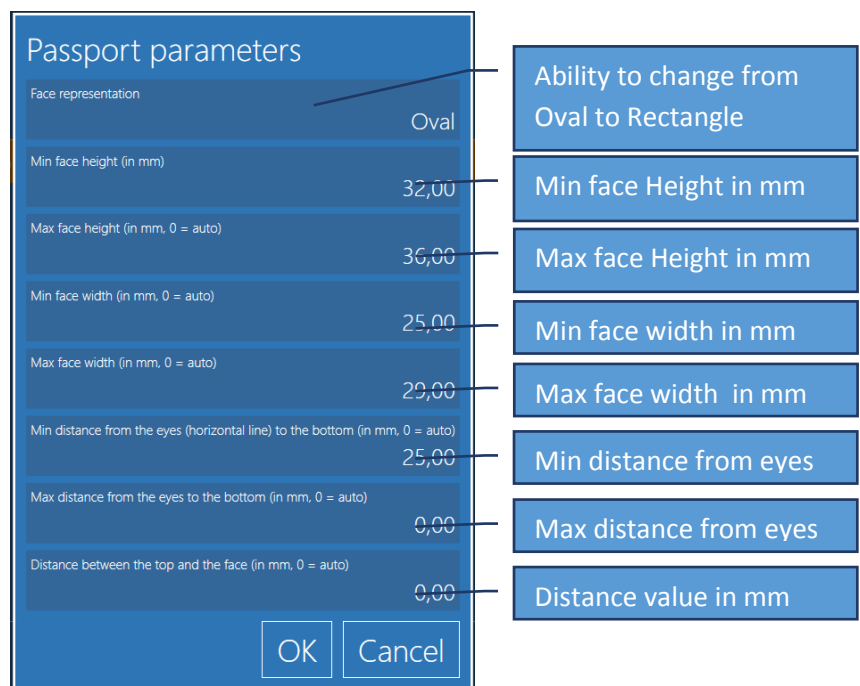 Passport parameters
Face representation
Oval
Ability to change from
Oval to Rectangle
Min face height (in mm)
32,00
Min face Height in mm
Max face height (in mm, 0 = auto)
36,00
Max face Height in mm
Min face width (in mm, 0 = auto)
25,00
Min face width in mm
Max face width (in mm, 0 = auto)
29,00
Max face width in mm
Min distance from the eyes (horizontal line) to the bottom (in mm, 0 = auto)
25,00
Min distance from eyes
Max distance from the eyes to the bottom (in mm, 0 = auto)
0,00
Max distance from eyes
Distance between the top and the face (in mm, 0 = auto)
0,00
Distance value in mm
OK Cancel